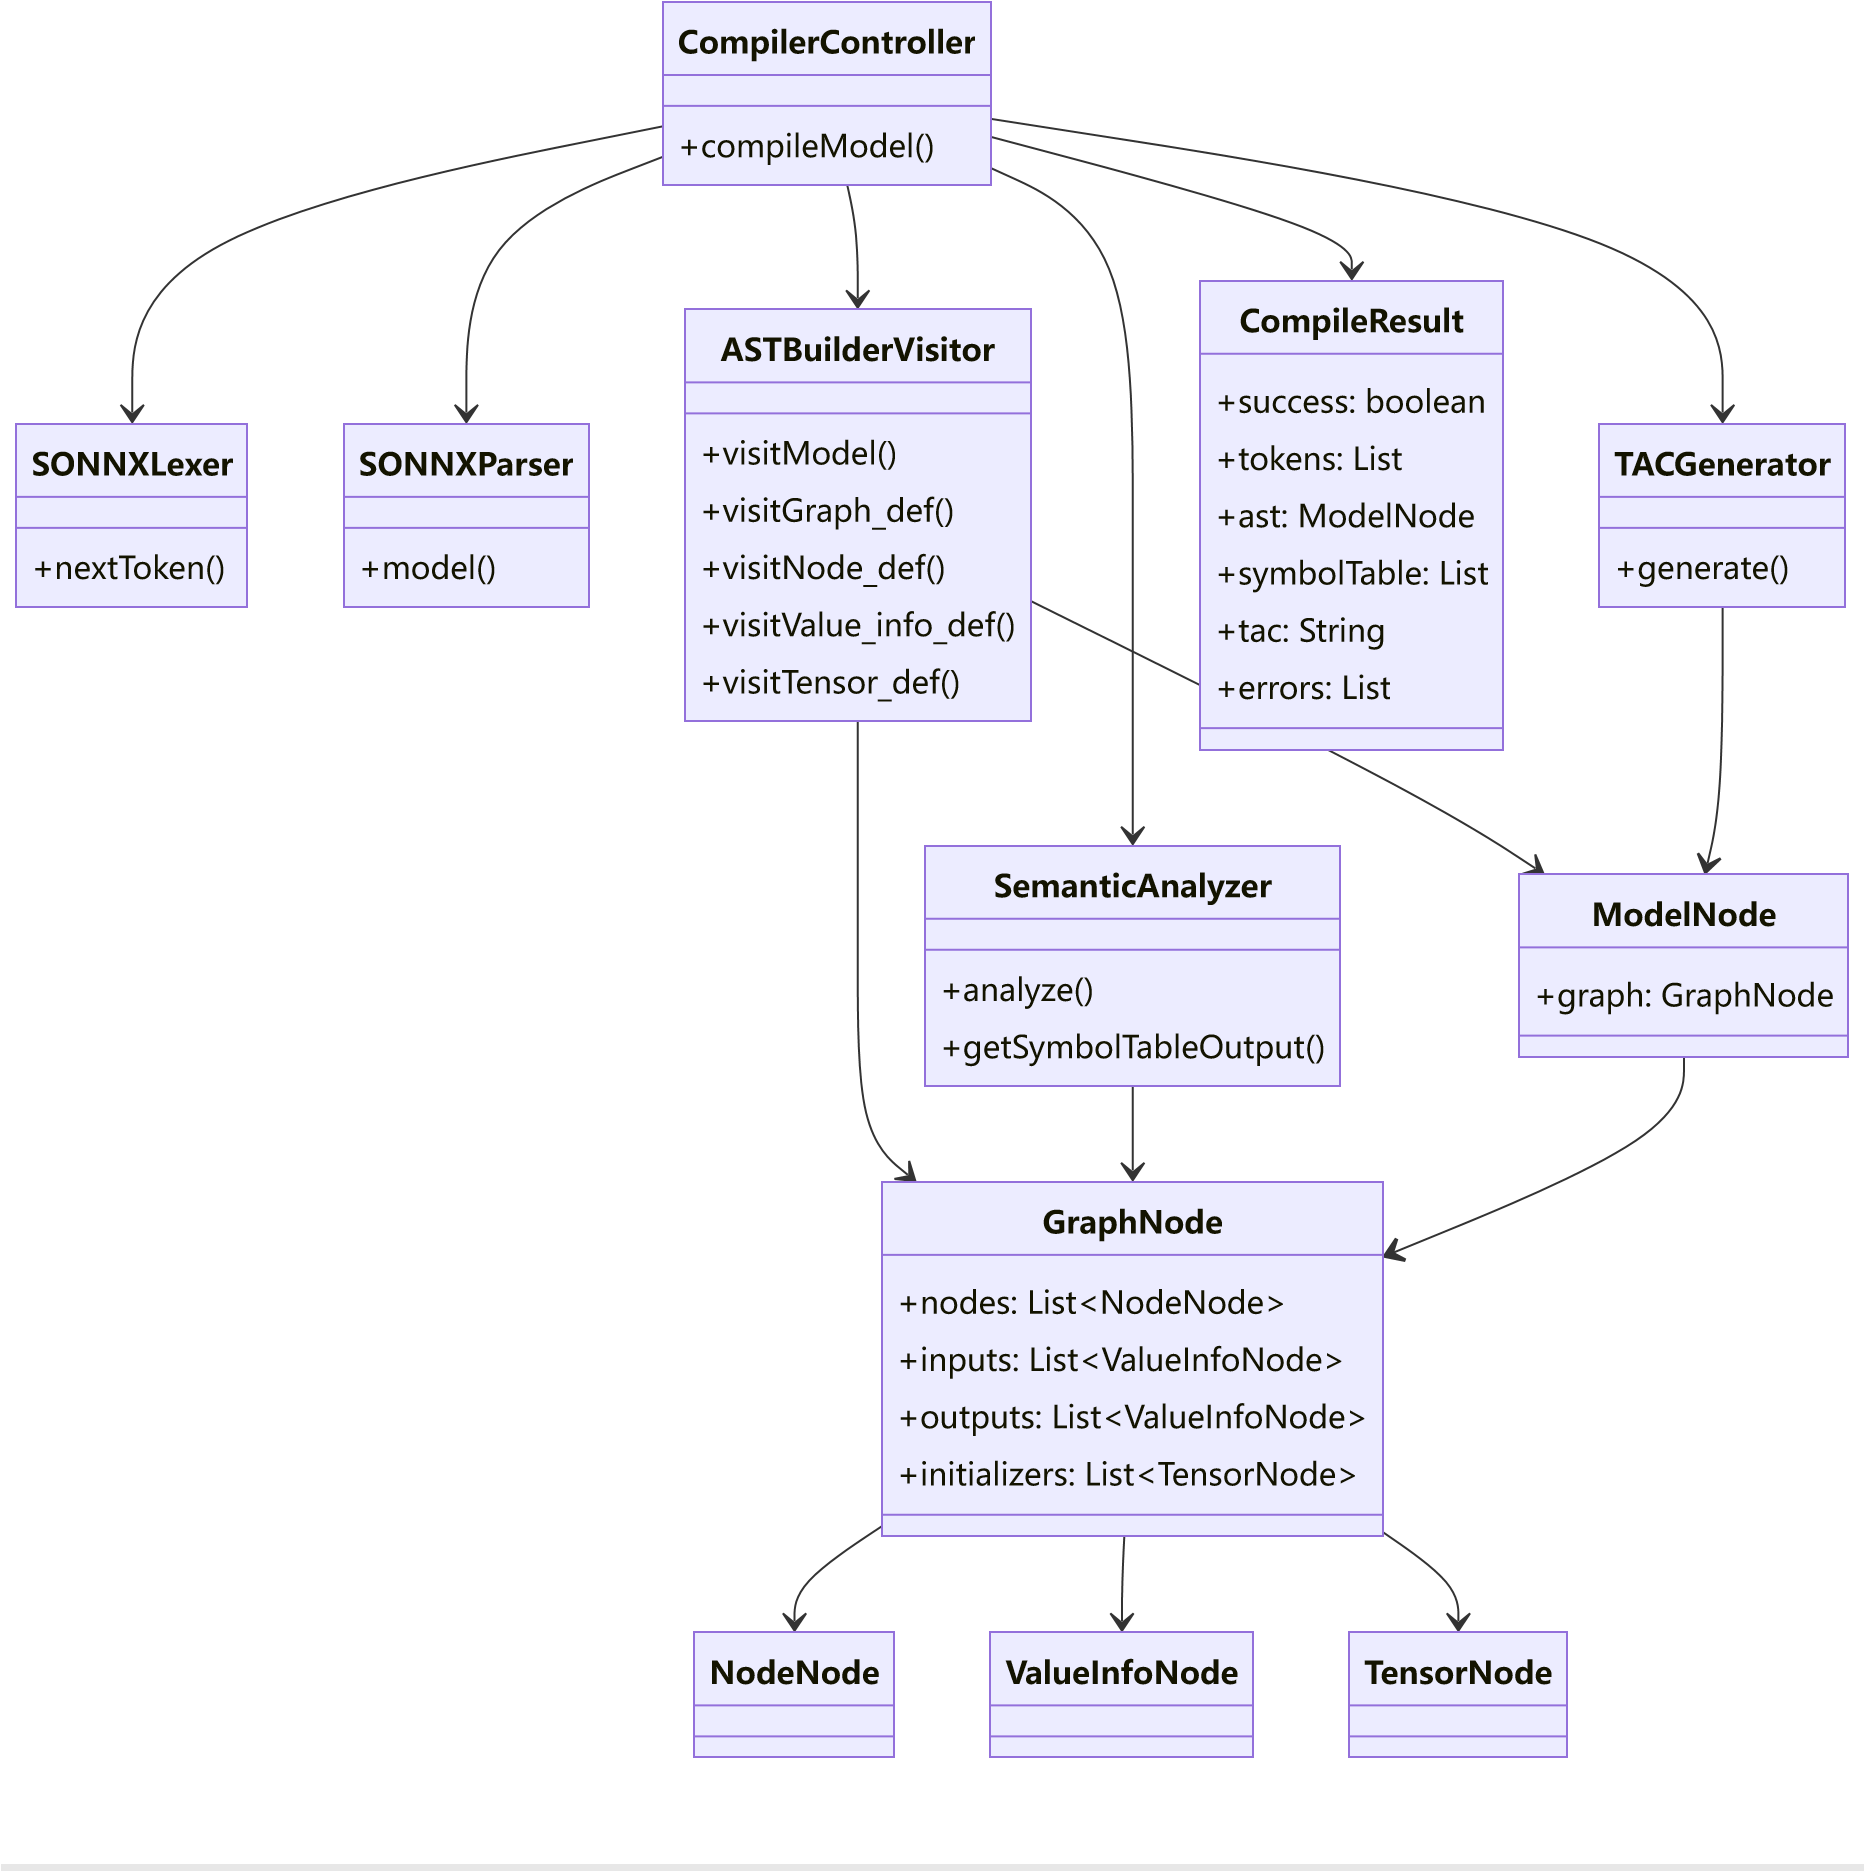 CompilerController
+compileModel()
SONNXLexer
+nextToken()
SONNXParser
+model()
ASTBuilderVisitor
+visitModel()
+visitGraph_def()
+visitNode_def()
+visitValue_info_def()
+visitTensor_def()
CompileResult
+success: boolean
+tokens: List
+ast: ModelNode
+symbolTable: List
+tac: String
+errors: List
TACGenerator
+generate()
SemanticAnalyzer
+analyze()
+getSymbolTableOutput()
ModelNode
+graph: GraphNode
GraphNode
+nodes: List<NodeNode>
+inputs: List<ValueInfoNode>
+outputs: List<ValueInfoNode>
+initializers: List<TensorNode>
NodeNode
ValueInfoNode
TensorNode